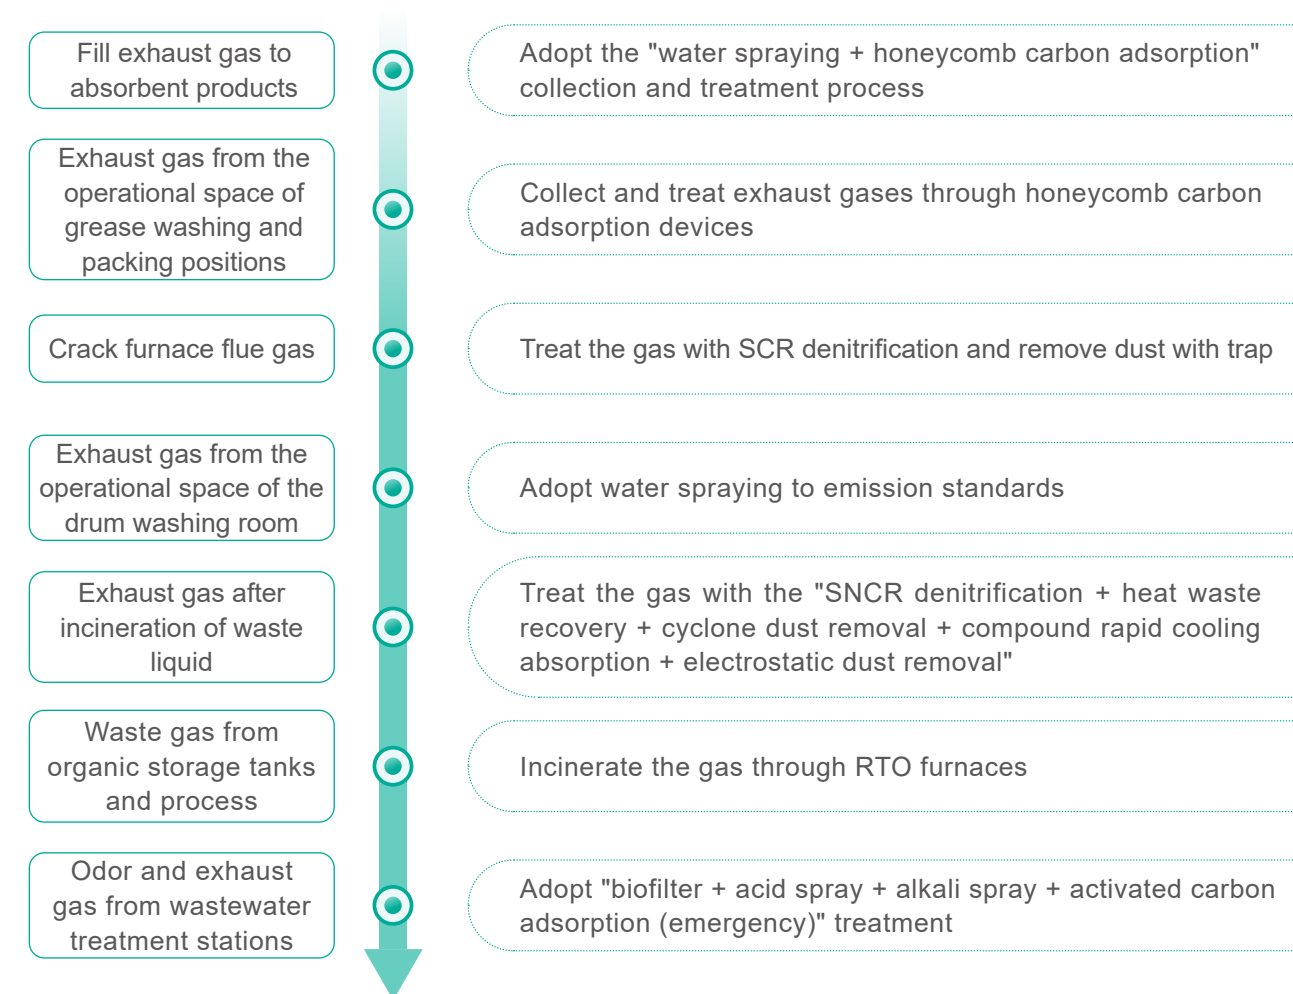 Fill exhaust gas to
absorbent products
Adopt the "water spraying + honeycomb carbon adsorption"
collection and treatment process
Exhaust gas from the
operational space of
grease washing and
packing positions
Collect and treat exhaust gases through honeycomb carbon
adsorption devices
Crack furnace flue gas
Treat the gas with SCR denitrification and remove dust with trap
Exhaust gas from the
operational space of the
drum washing room
Adopt water spraying to emission standards
Exhaust gas after
incineration of waste
liquid
Treat the gas with the "SNCR denitrification + heat waste
recovery + cyclone dust removal + compound rapid cooling
absorption + electrostatic dust removal"
Waste gas from
organic storage tanks
and process
Incinerate the gas through RTO furnaces
Odor and exhaust
gas from wastewater
treatment stations
Adopt "biofilter + acid spray + alkali spray + activated carbon
adsorption (emergency)" treatment